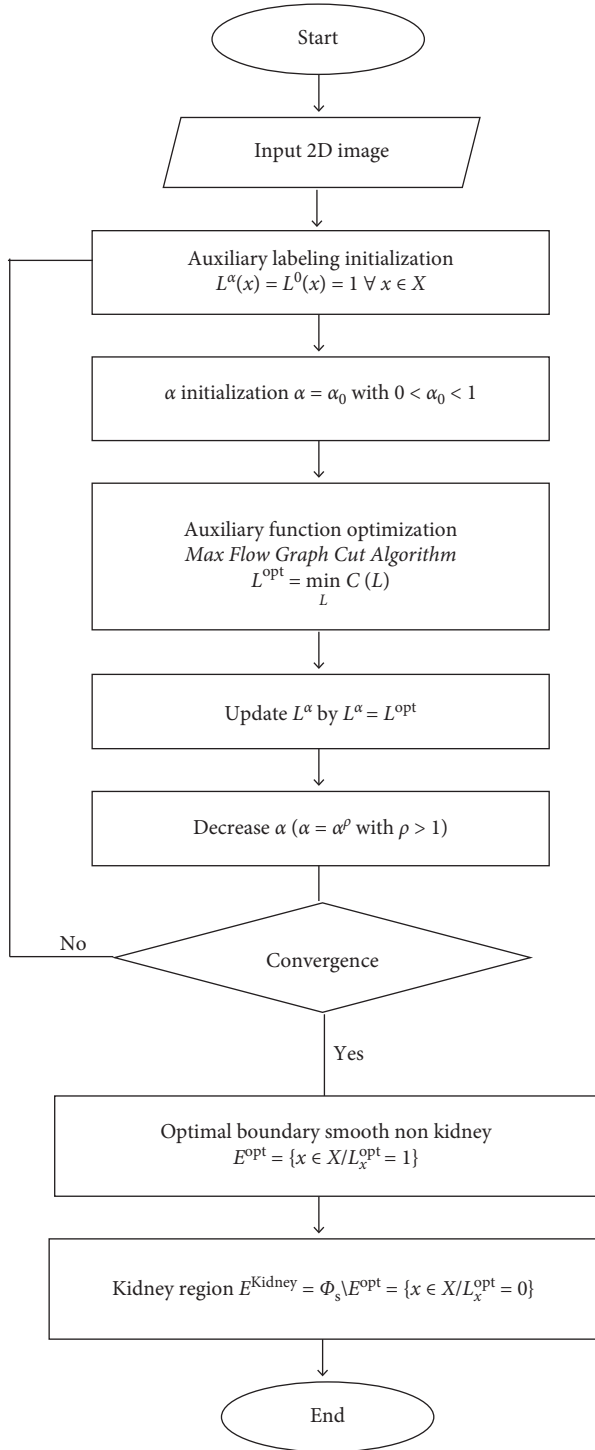 Start
Input 2D image
Auxiliary labeling initialization
L^α(x) = L^0(x) = 1 ∀ x ∈ X
α initialization α = α₀ with 0 < α₀ < 1
Auxiliary function optimization
Max Flow Graph Cut Algorithm
L^opt = min C (L)
L
Update L^α by L^α = L^opt
Decrease α (α = α^ρ with ρ > 1)
No
Convergence
Yes
Optimal boundary smooth non kidney
E^opt = {x ∈ X/L_x^opt = 1}
Kidney region E^Kidney = Φ_s\E^opt = {x ∈ X/L_x^opt = 0}
End